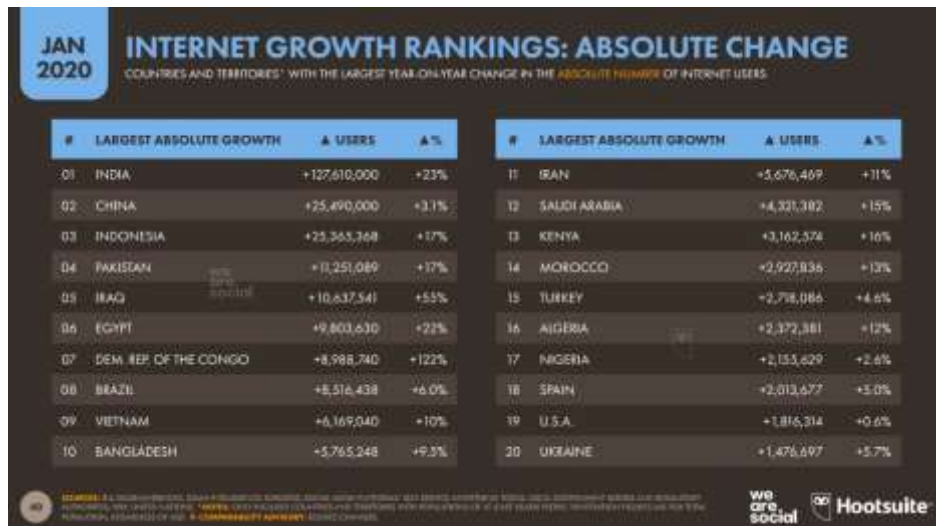 JAN
2020
INTERNET GROWTH RANKINGS: ABSOLUTE CHANGE
COUNTRIES AND TERRITORIES* WITH THE LARGEST YEAR-ON-YEAR CHANGE IN THE ABSOLUTE NUMBER OF INTERNET USERS
# LARGEST ABSOLUTE GROWTH ▲ USERS ▲%
01 INDIA +127,610,000 +23%
02 CHINA +25,490,000 +3.1%
03 INDONESIA +25,365,368 +17%
04 PAKISTAN +11,251,089 +17%
05 IRAQ +10,637,541 +55%
06 EGYPT +9,803,630 +22%
07 DEM. REP. OF THE CONGO +8,988,740 +122%
08 BRAZIL +8,516,438 +6.0%
09 VIETNAM +6,169,040 +10%
10 BANGLADESH +5,765,248 +9.5%
# LARGEST ABSOLUTE GROWTH ▲ USERS ▲%
11 IRAN +5,676,469 +11%
12 SAUDI ARABIA +4,321,382 +15%
13 KENYA +3,162,574 +16%
14 MOROCCO +2,927,836 +13%
15 TURKEY +2,718,086 +4.6%
16 ALGERIA +2,372,381 +12%
17 NIGERIA +2,155,629 +2.6%
18 SPAIN +2,013,677 +5.0%
19 U.S.A. +1,816,314 +0.6%
20 UKRAINE +1,476,697 +5.7%
we
are
social
SOURCES:
we
are
social
Hootsuite